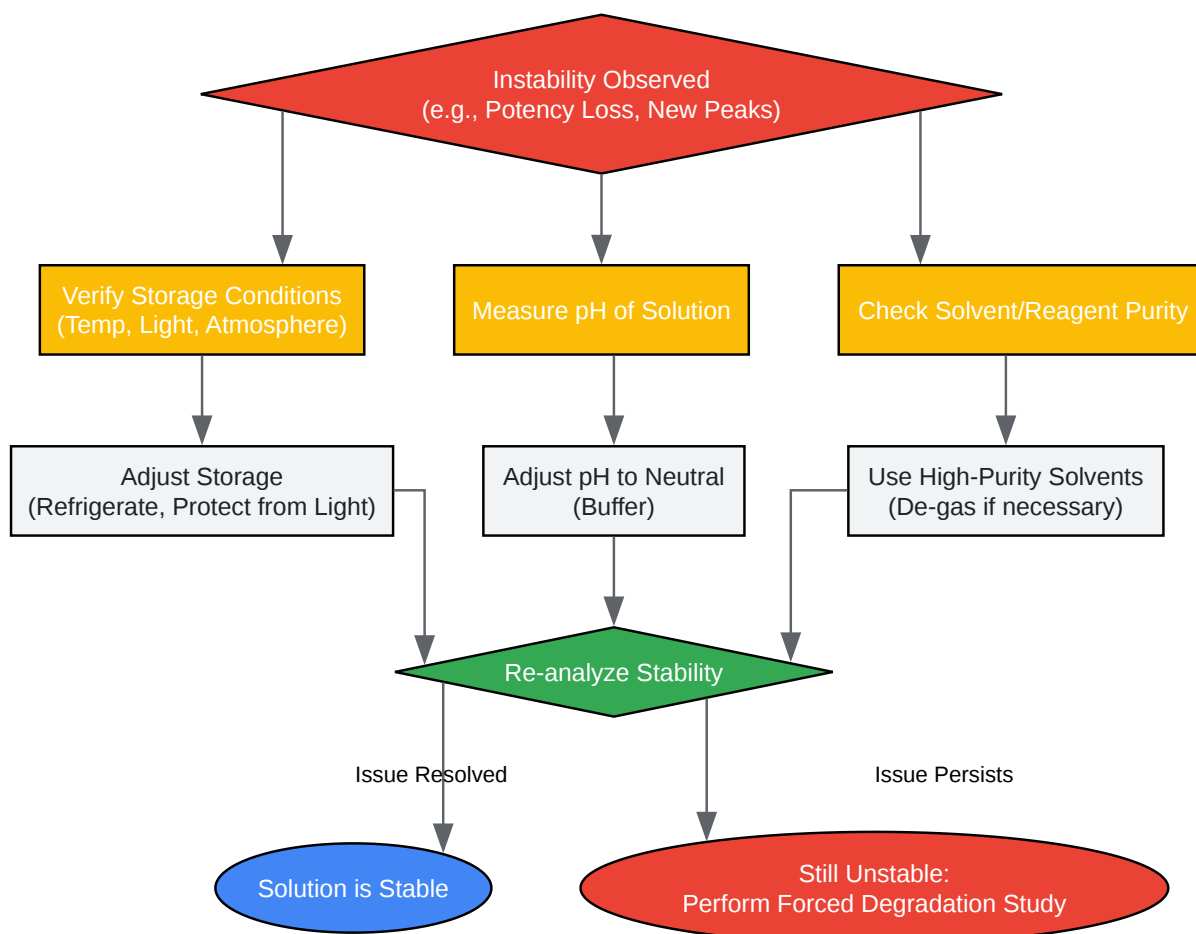 Instability Observed
(e.g., Potency Loss, New Peaks)
Verify Storage Conditions
(Temp, Light, Atmosphere)
Measure pH of Solution
Check Solvent/Reagent Purity
Adjust Storage
(Refrigerate, Protect from Light)
Adjust pH to Neutral
(Buffer)
Use High-Purity Solvents
(De-gas if necessary)
Re-analyze Stability
Issue Resolved
Issue Persists
Solution is Stable
Still Unstable:
Perform Forced Degradation Study